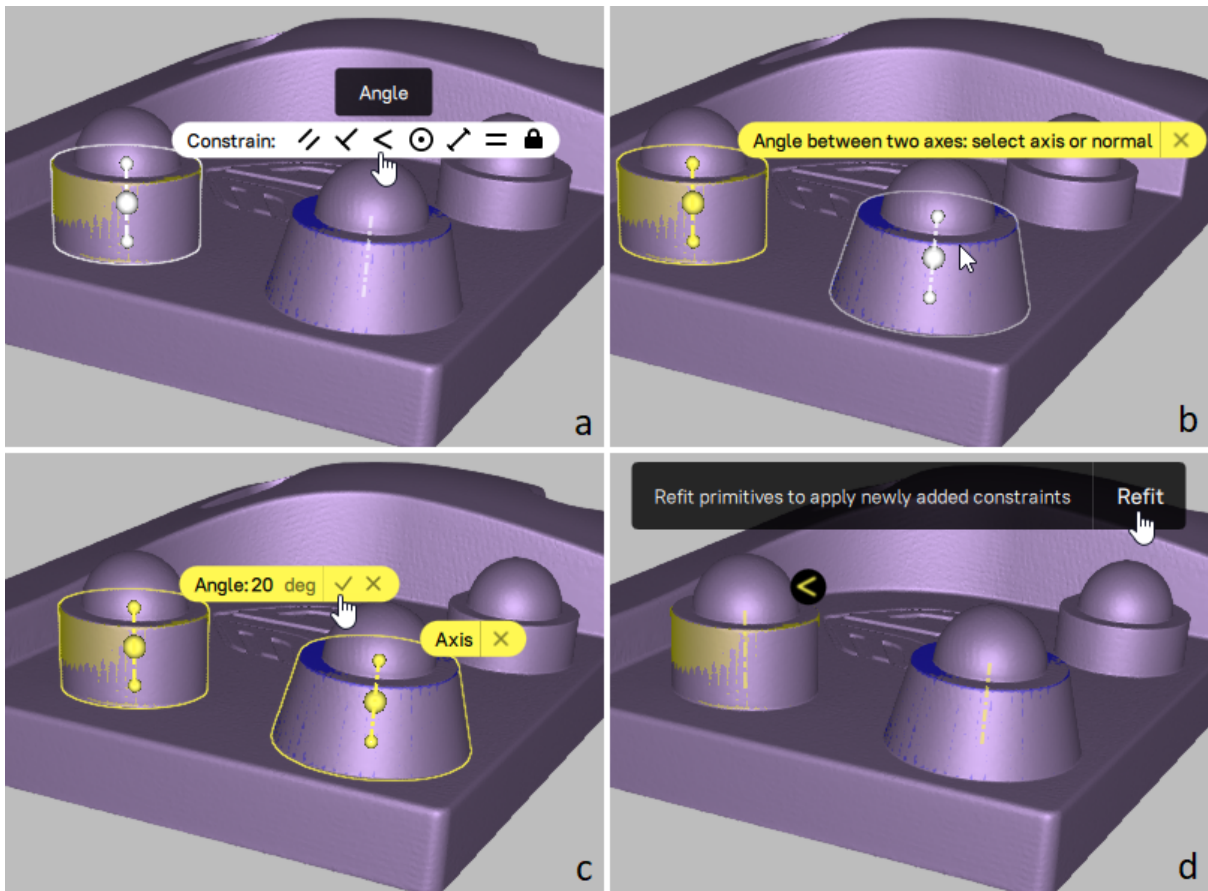 Angle
Constrain:
a
Angle between two axes: select axis or normal
b
Angle: 20 deg
Axis
c
Refit primitives to apply newly added constraints Refit
d